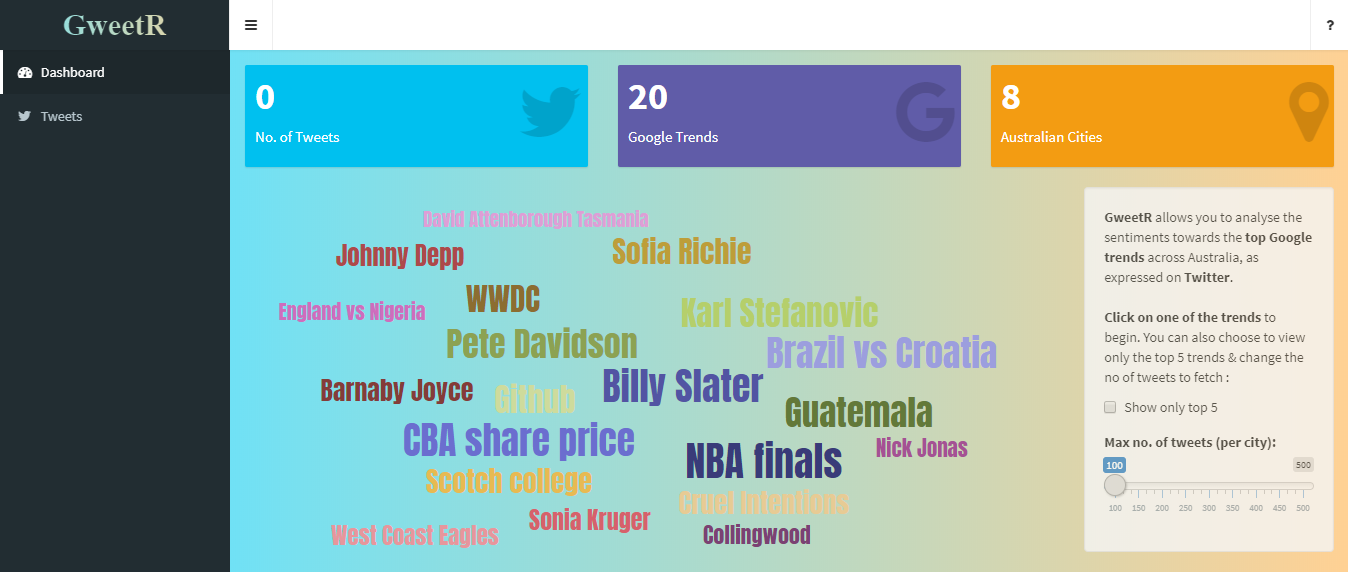 GweetR
?
Dashboard
Tweets
0
No. of Tweets
20
Google Trends
8
Australian Cities
David Attenborough Tasmania
Johnny Depp
Sofia Richie
England vs Nigeria
WWDC
Karl Stefanovic
Pete Davidson
Brazil vs Croatia
Barnaby Joyce
Github
Billy Slater
Guatemala
CBA share price
NBA finals
Nick Jonas
Scotch college
Cruel Intentions
Sonia Kruger
West Coast Eagles
Collingwood
GweetR allows you to analyse the
sentiments towards the top Google
trends across Australia, as
expressed on Twitter.
Click on one of the trends to
begin. You can also choose to view
only the top 5 trends & change the
no of tweets to fetch :
Show only top 5
Max no. of tweets (per city):
100 500
100 150 200 250 300 350 400 450 500